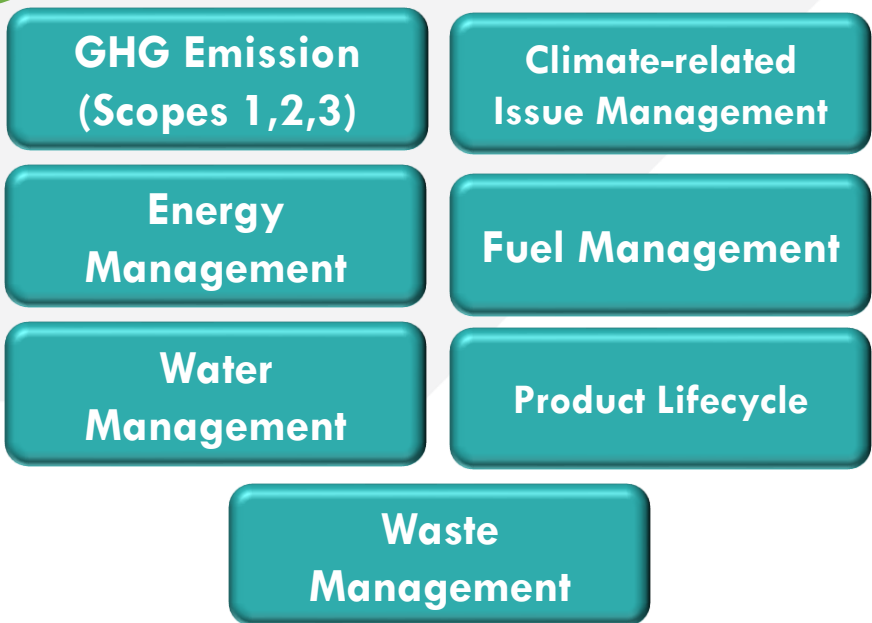 GHG Emission
(Scopes 1,2,3)
Climate-related
Issue Management
Energy
Management
Fuel Management
Water
Management
Product Lifecycle
Waste
Management